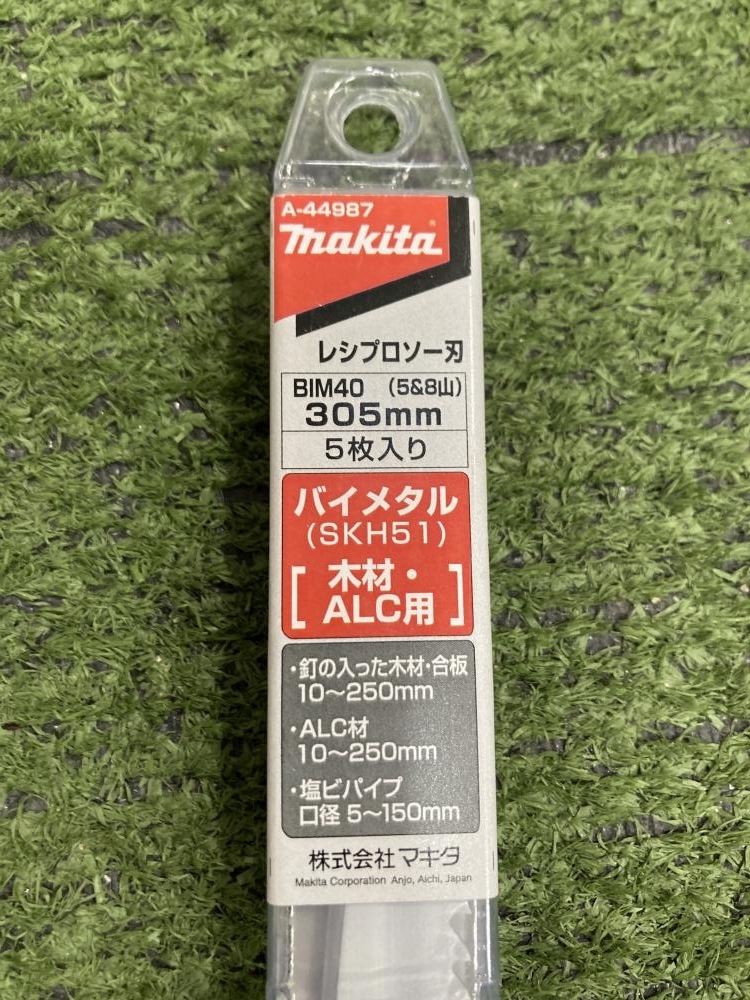 A-44987
makita
レシプロソー刃
BIM40 (5&8山)
305mm
5枚入り
バイメタル
(SKH51)
[木材・
ALC用]
・釘の入った木材・合板
10～250mm
・ALC材
10～250mm
・塩ビパイプ
口径 5～150mm
株式会社マキタ
Makita Corporation Anjo, Aichi, Japan